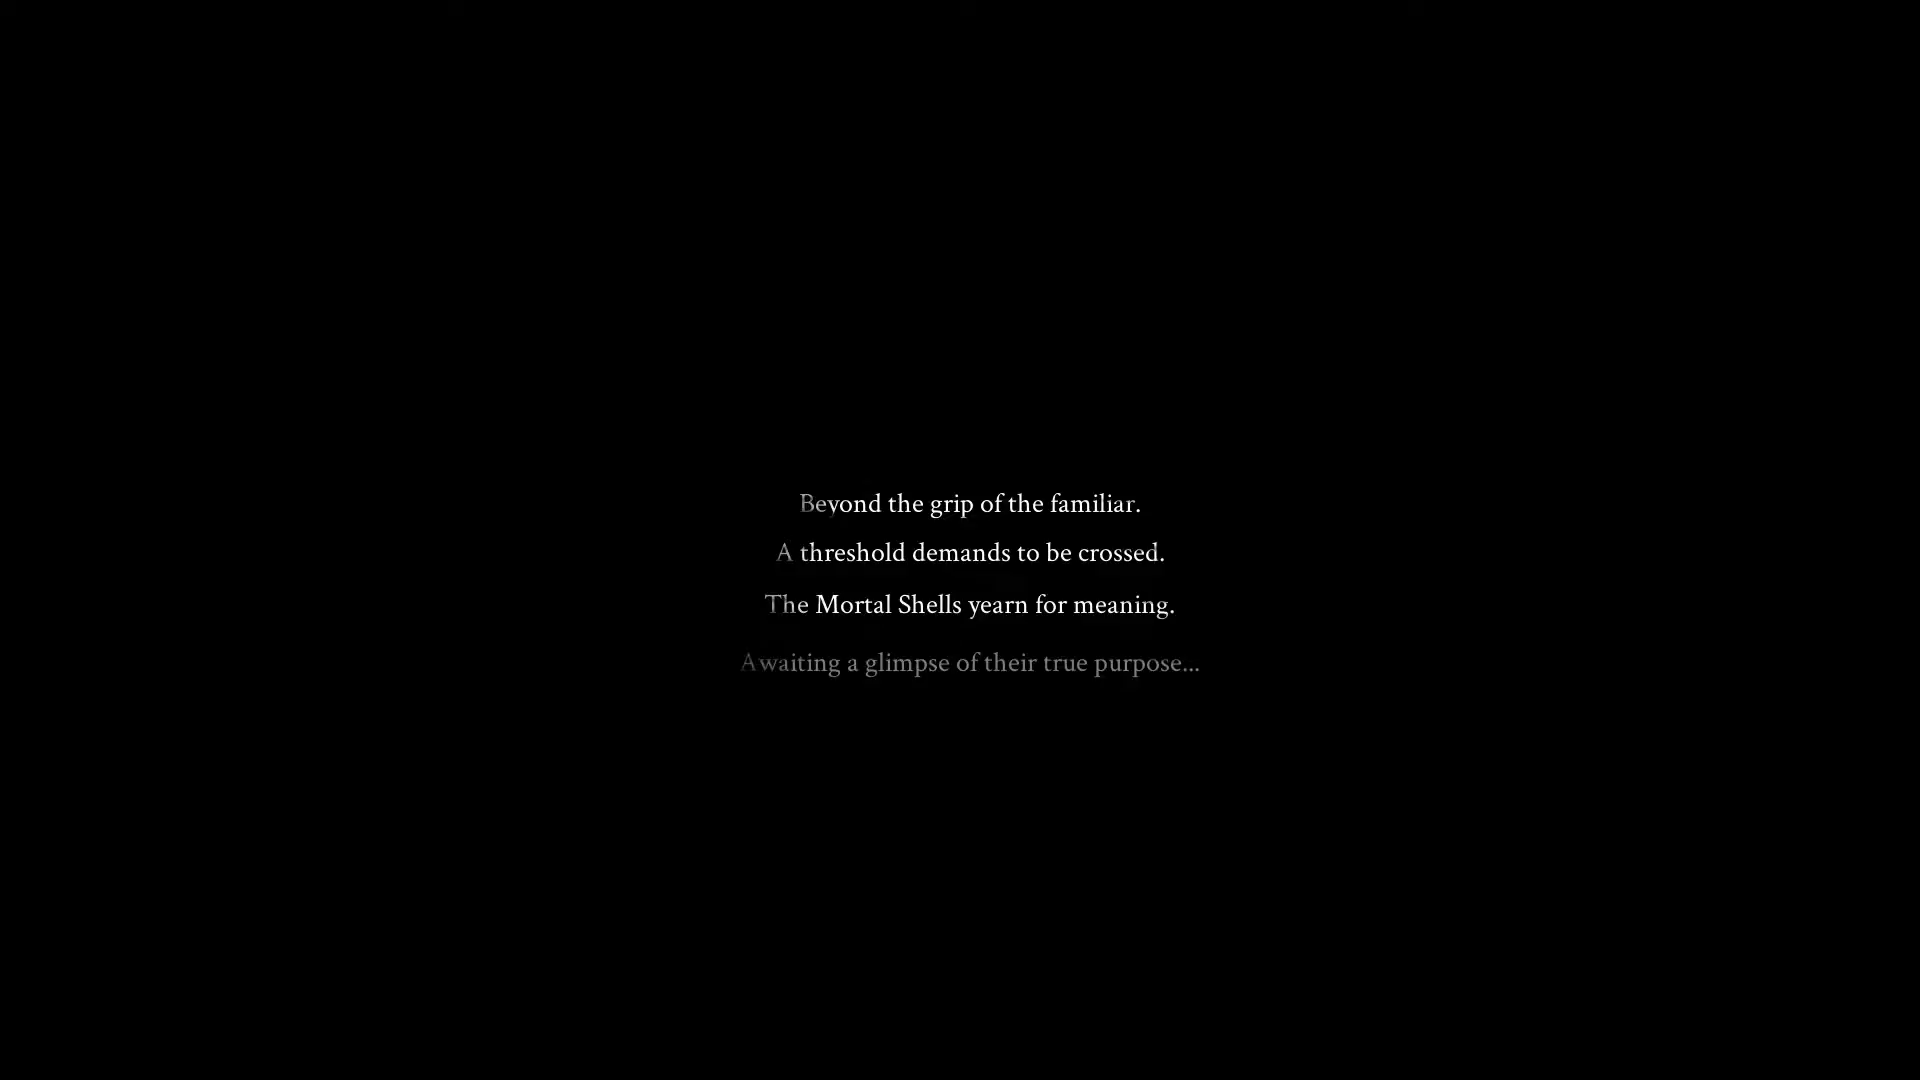 Beyond the grip of the familiar.
A threshold demands to be crossed.
The Mortal Shells yearn for meaning.
Awaiting a glimpse of their true purpose...